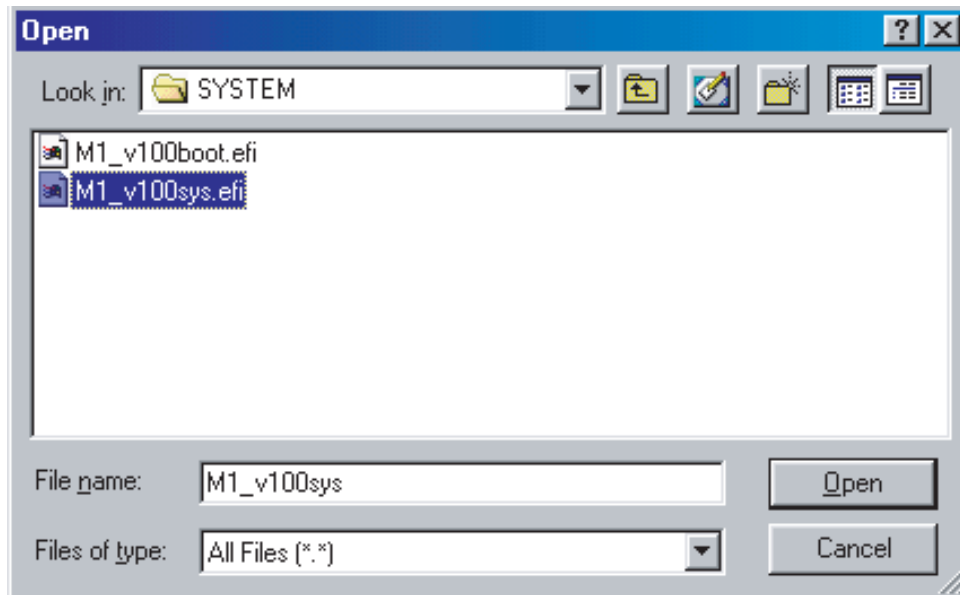 Open
Look in: SYSTEM
M1_v100boot.efi
M1_v100sys.efi
File name: M1_v100sys Open
Files of type: All Files (*.*) Cancel